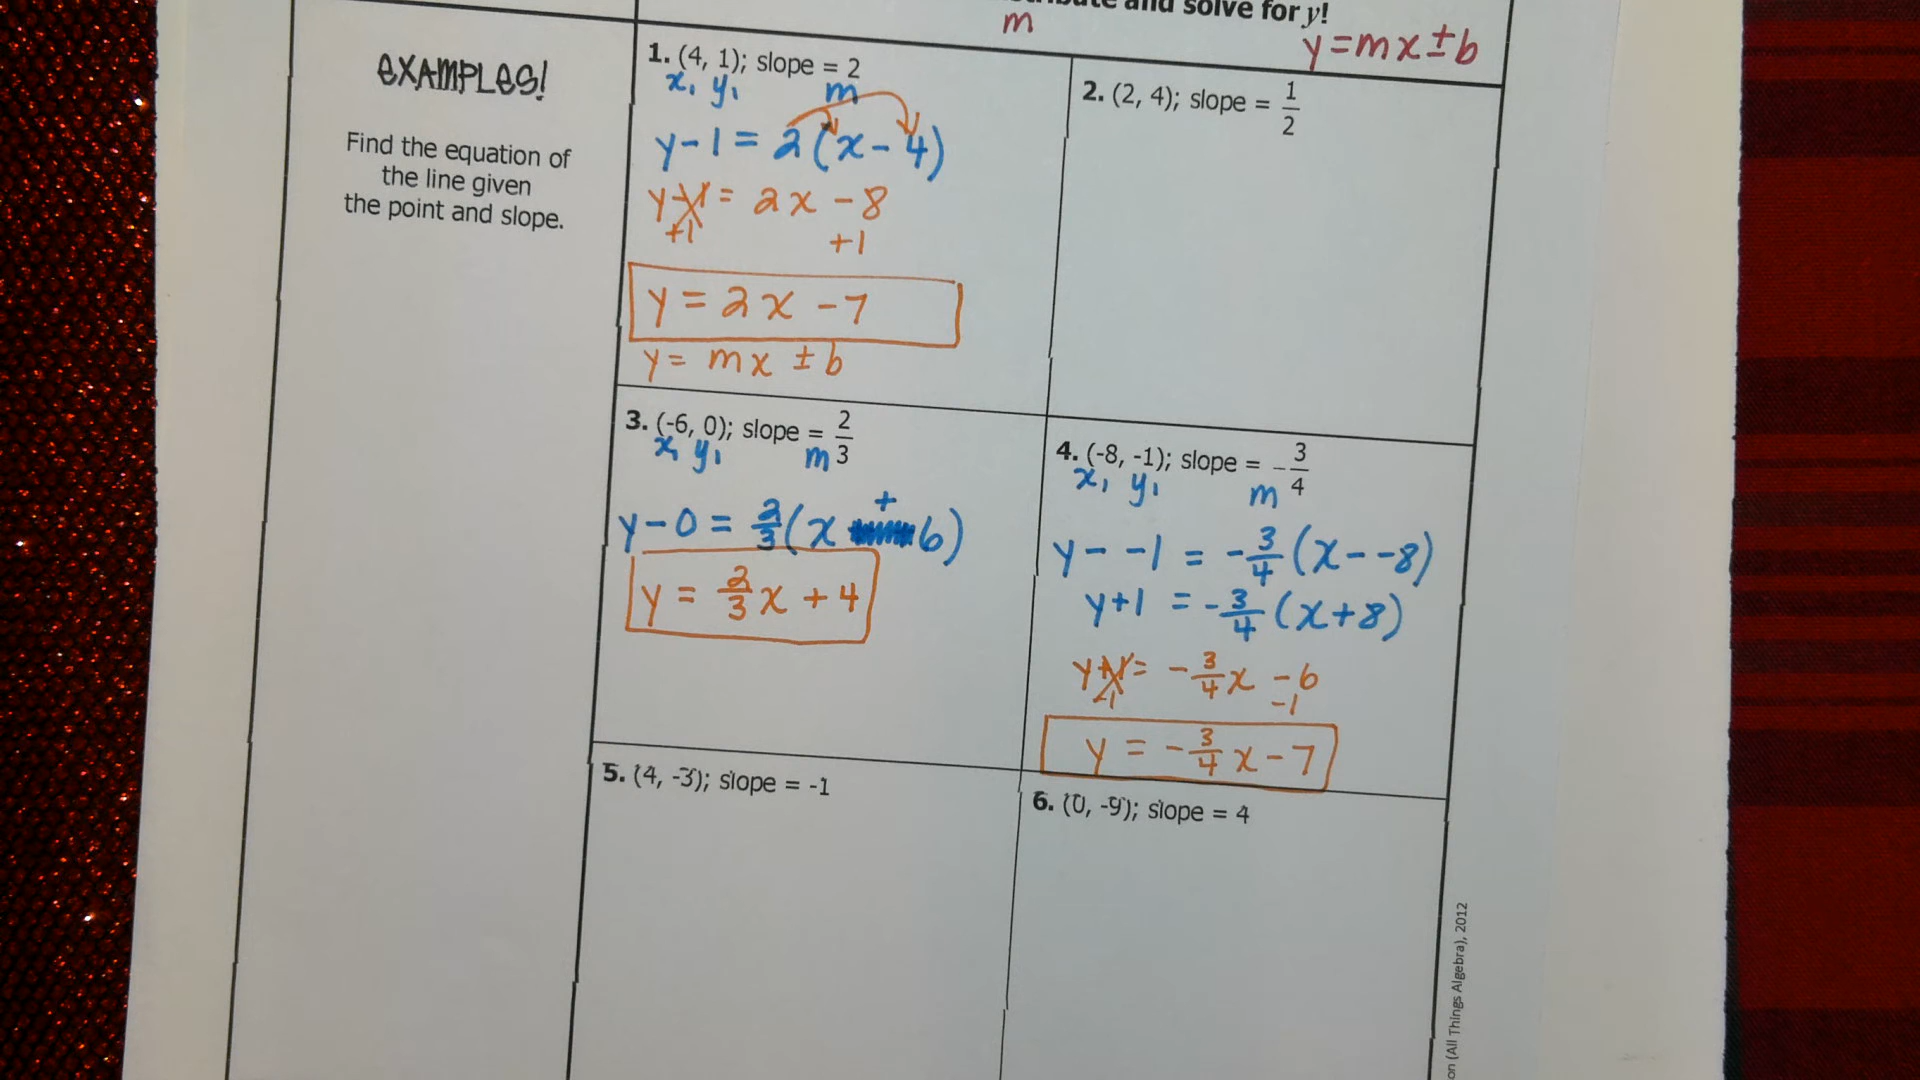 and solve for y!
m
y=mx±b
EXAMPLES!
Find the equation of
the line given
the point and slope.
1. (4, 1); slope = 2
x₁ y₁ m
y-1=2(x-4)
y-1=2x-8
+1 +1
y=2x-7
y=mx±b
2. (2, 4); slope = 1/2
3. (-6, 0); slope = 2/3
x₁ y₁ m
y-0=2/3(x+6)
y=2/3x+4
4. (-8, -1); slope = -3/4
x₁ y₁ m
y--1=-3/4(x--8)
y+1=-3/4(x+8)
y+1=-3/4x-6
-1 -1
y=-3/4x-7
5. (4, -3); slope = -1
6. (0, -9); slope = 4
(All Things Algebra), 2012